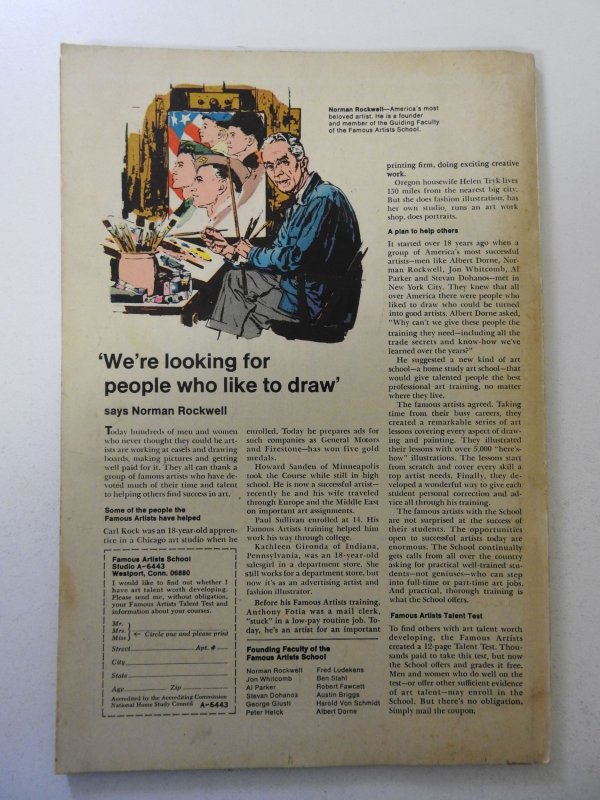 Norman Rockwell—America's most
beloved artist. He is a founder
and member of the Guiding Faculty
of the Famous Artists School.
'We're looking for
people who like to draw'
says Norman Rockwell
Today hundreds of men and women
who never thought they could be art-
ists are working at easels and drawing
boards, making pictures and getting
well paid for it. They all can thank a
group of famous artists who have de-
voted much of their time and talent
to helping others find success in art.
Some of the people the
Famous Artists have helped
Carl Kock was an 18-year-old appren-
tice in a Chicago art studio when he
Famous Artists School
Studio A-6443
Westport, Conn. 06880
I would like to find out whether I
have art talent worth developing.
Please send me, without obligation,
your Famous Artists Talent Test and
information about your courses.
Mr.
Mrs. ← Circle one and please print
Miss
Street Apt. #
City
State
Age Zip
Accredited by the Accrediting Commission
National Home Study Council A-6443
enrolled. Today he prepares ads for
such companies as General Motors
and Firestone—has won five gold
medals.
Howard Sanden of Minneapolis
took the Course while still in high
school. He is now a successful artist—
recently he and his wife traveled
through Europe and the Middle East
on important art assignments.
Paul Sullivan enrolled at 14. His
Famous Artists training helped him
work his way through college.
Kathleen Gironda of Indiana,
Pennsylvania, was an 18-year-old
salesgirl in a department store. She
still works for a department store, but
now it's as an advertising artist and
fashion illustrator.
Before his Famous Artists training,
Anthony Fotia was a mail clerk,
"stuck" in a low-pay routine job. To-
day, he's an artist for an important
Founding Faculty of the
Famous Artists School
Norman Rockwell
Jon Whitcomb
Al Parker
Stevan Dohanos
George Giusti
Peter Helck
Fred Ludekens
Ben Stahl
Robert Fawcett
Austin Briggs
Harold Von Schmidt
Albert Dorne
printing firm, doing exciting creative
work.
Oregon housewife Helen Tryk lives
150 miles from the nearest big city.
But she does fashion illustration, has
her own studio, runs an art work
shop, does portraits.
A plan to help others
It started over 18 years ago when a
group of America's most successful
artists—men like Albert Dorne, Nor-
man Rockwell, Jon Whitcomb, Al
Parker and Stevan Dohanos—met in
New York City. They knew that all
over America there were people who
liked to draw who could be turned
into good artists. Albert Dorne asked,
"Why can't we give these people the
training they need—including all the
trade secrets and know-how we've
learned over the years?"
He suggested a new kind of art
school—a home study art school—that
would give talented people the best
professional art training, no matter
where they live.
The famous artists agreed. Taking
time from their busy careers, they
created a remarkable series of art
lessons covering every aspect of draw-
ing and painting. They illustrated
their lessons with over 5,000 "here's-
how" illustrations. The lessons start
from scratch and cover every skill a
top artist needs. Finally, they de-
veloped a wonderful way to give each
student personal correction and ad-
vice all through his training.
The famous artists with the School
are not surprised at the success of
their students. The opportunities
open to successful artists today are
enormous. The School continually
gets calls from all over the country
asking for practical well-trained stu-
dents—not geniuses—who can step
into full-time or part-time art jobs.
And practical, thorough training is
what the School offers.
Famous Artists Talent Test
To find others with art talent worth
developing, the Famous Artists
created a 12-page Talent Test. Thou-
sands paid to take this test, but now
the School offers and grades it free.
Men and women who do well on the
test—or offer other sufficient evidence
of art talent—may enroll in the
School. But there's no obligation.
Simply mail the coupon.